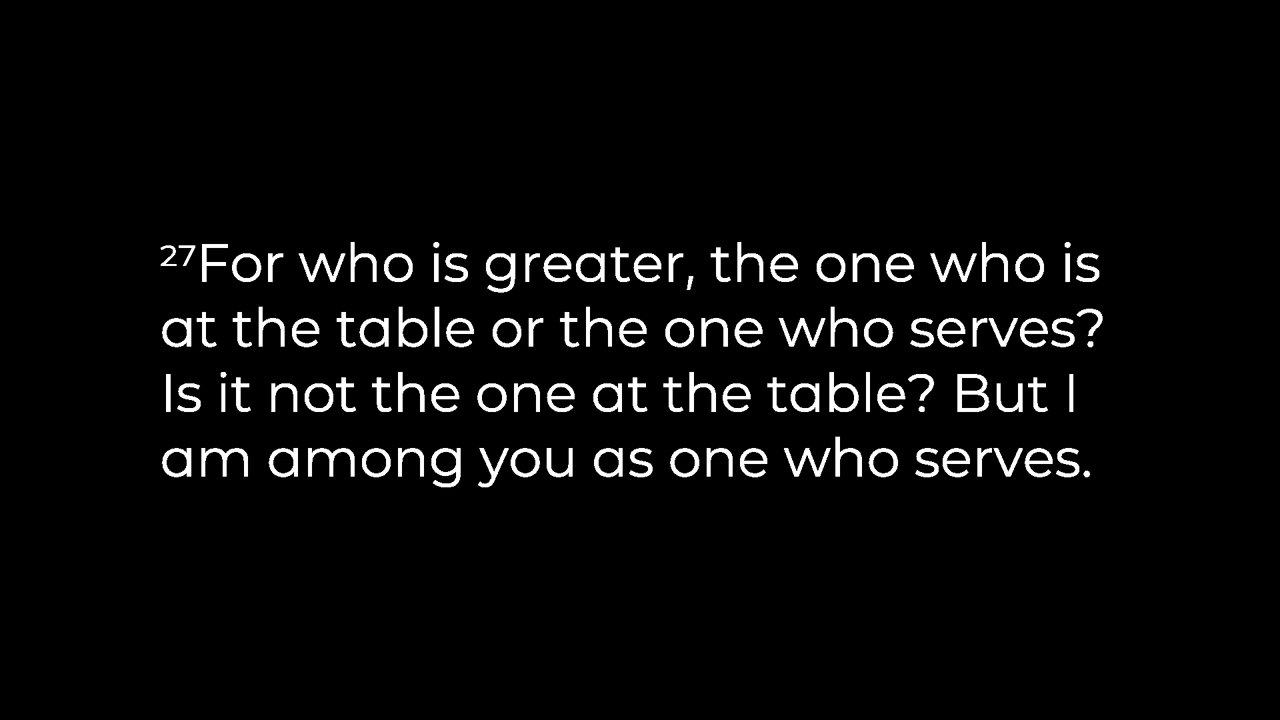 ²⁷For who is greater, the one who is
at the table or the one who serves?
Is it not the one at the table? But I
am among you as one who serves.